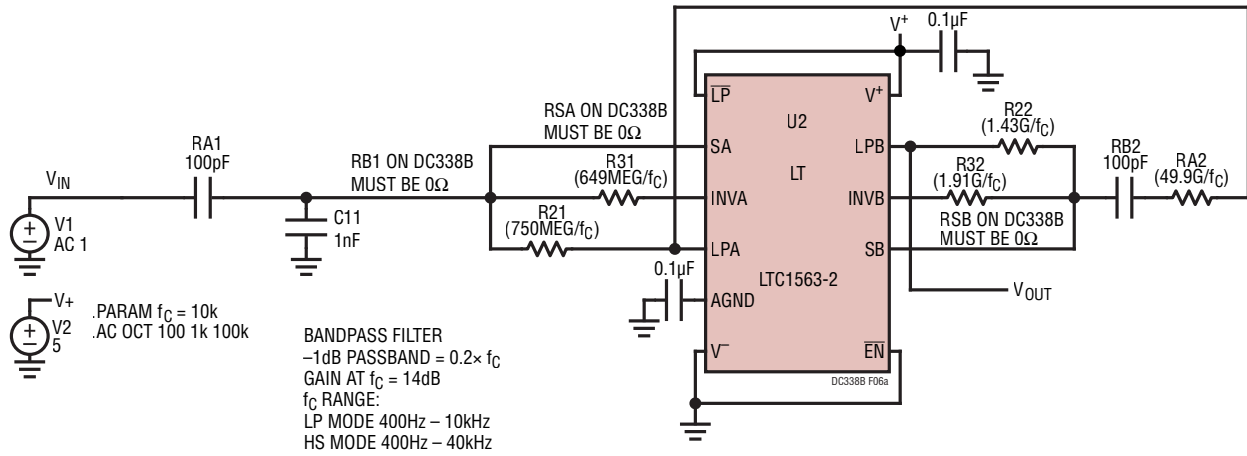 V+
0.1µF
LP
V+
RSA ON DC338B
MUST BE 0Ω
U2
R22
(1.43G/fC)
RA1
100pF
RB1 ON DC338B
MUST BE 0Ω
SA
LPB
RB2
100pF
RA2
(49.9G/fC)
R31
(649MEG/fC)
LT
R32
(1.91G/fC)
VIN
INVA
INVB
V1
AC 1
C11
1nF
R21
(750MEG/fC)
RSB ON DC338B
MUST BE 0Ω
LPA
SB
0.1µF
LTC1563-2
VOUT
V+
V2
5
.PARAM fC = 10k
.AC OCT 100 1k 100k
AGND
BANDPASS FILTER
–1dB PASSBAND = 0.2× fC
GAIN AT fC = 14dB
fC RANGE:
LP MODE 400Hz – 10kHz
HS MODE 400Hz – 40kHz
V–
EN
DC338B F06a